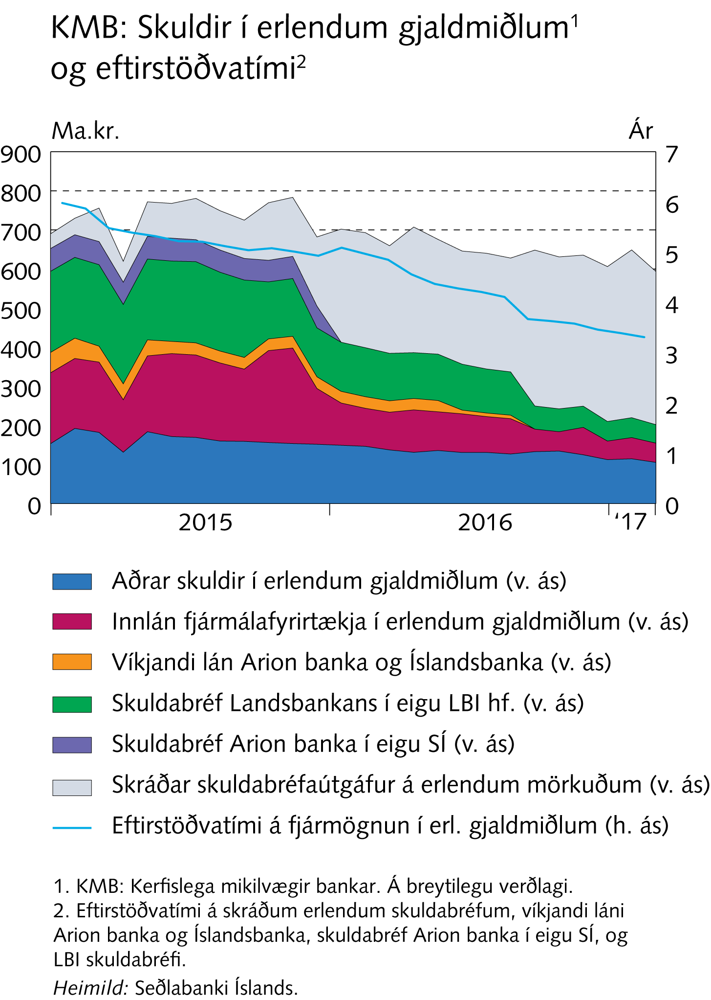 KMB: Skuldir í erlendum gjaldmiðlum¹
og eftirstöðvatími²
Ma.kr. Ár
900 7
800 6
700
600 5
500 4
400
300 3
200 2
100 1
0 0
2015 2016 ‘17
Aðrar skuldir í erlendum gjaldmiðlum (v. ás)
Innlán fjármálafyrirtækja í erlendum gjaldmiðlum (v. ás)
Víkjandi lán Arion banka og Íslandsbanka (v. ás)
Skuldabréf Landsbankans í eigu LBI hf. (v. ás)
Skuldabréf Arion banka í eigu SÍ (v. ás)
Skráðar skuldabréfaútgáfur á erlendum mörkuðum (v. ás)
Eftirstöðvatími á fjármögnun í erl. gjaldmiðlum (h. ás)
1. KMB: Kerfislega mikilvægir bankar. Á breytilegu verðlagi.
2. Eftirstöðvatími á skráðum erlendum skuldabréfum, víkjandi láni
Arion banka og Íslandsbanka, skuldabréf Arion banka í eigu SÍ, og
LBI skuldabréfi.
Heimild: Seðlabanki Íslands.